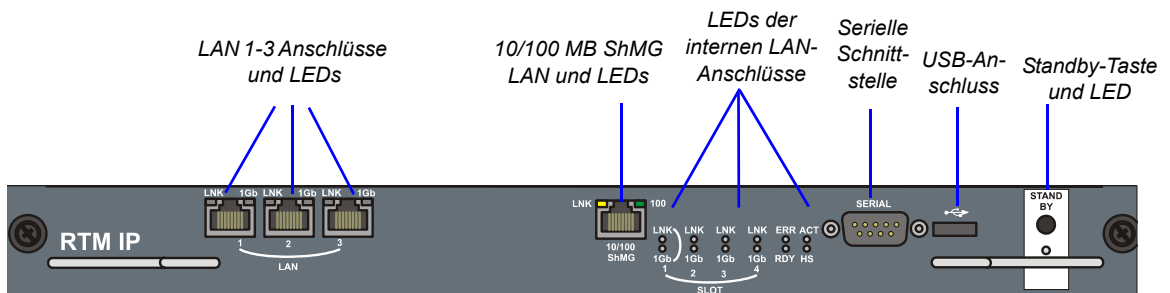 LAN 1-3 Anschlüsse
und LEDs
10/100 MB ShMG
LAN und LEDs
LEDs der
internen LAN-
Anschlüsse
Serielle
Schnitt-
stelle
USB-An-
schluss
Standby-Taste
und LED
LNK 1Gb LNK 1Gb LNK 1Gb
1 2 3
LAN
RTM IP
LNK 100
10/100
ShMG
LNK LNK LNK LNK ERR ACT
1Gb 1Gb 1Gb 1Gb RDY HS
1 2 3 4
SLOT
SERIAL
STAND
BY